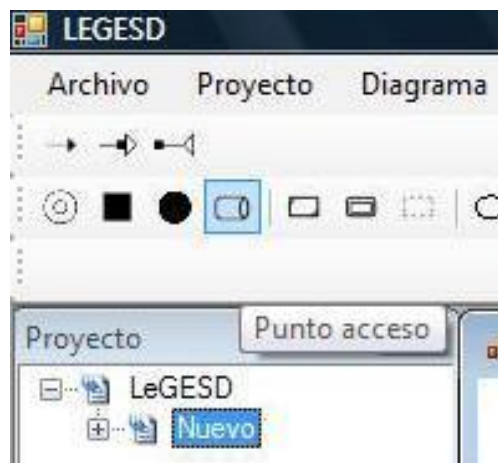 LEGESD
Archivo Proyecto Diagrama
Punto acceso
Proyecto
LeGESD
Nuevo